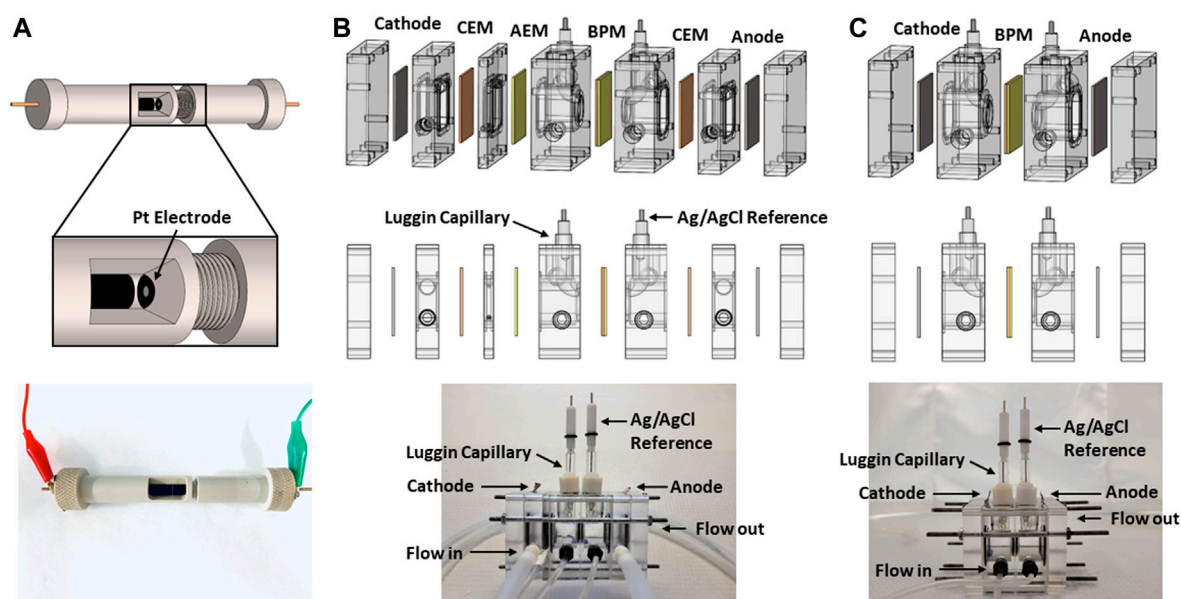 A
Pt Electrode
B
Cathode
CEM
AEM
BPM
CEM
Anode
Luggin Capillary
Ag/AgCl Reference
Ag/AgCl
Reference
Luggin Capillary
Cathode
Anode
Flow out
Flow in
C
Cathode
BPM
Anode
Ag/AgCl
Reference
Luggin Capillary
Cathode
Anode
Flow out
Flow in